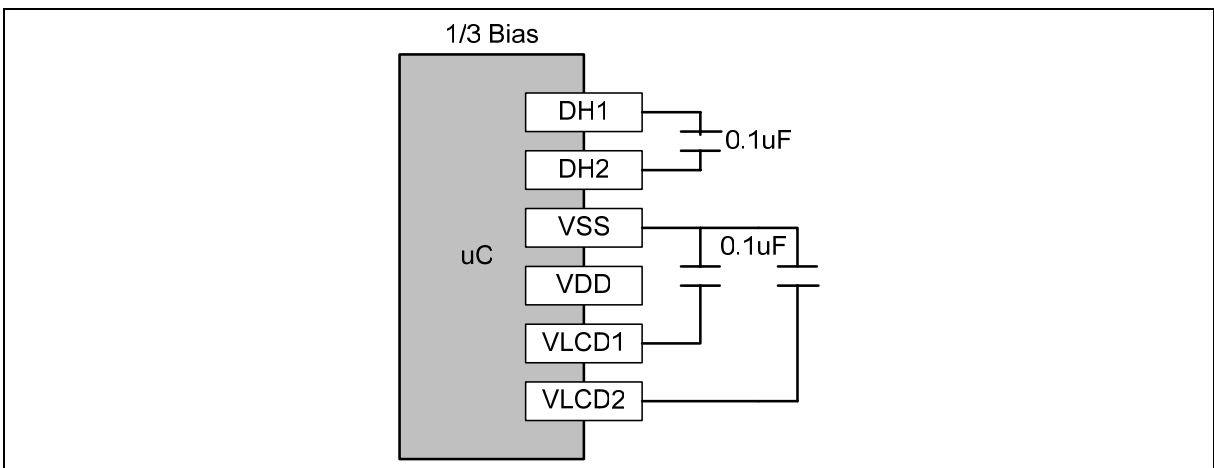 1/3 Bias
DH1
0.1uF
DH2
VSS
0.1uF
uC
VDD
VLCD1
VLCD2